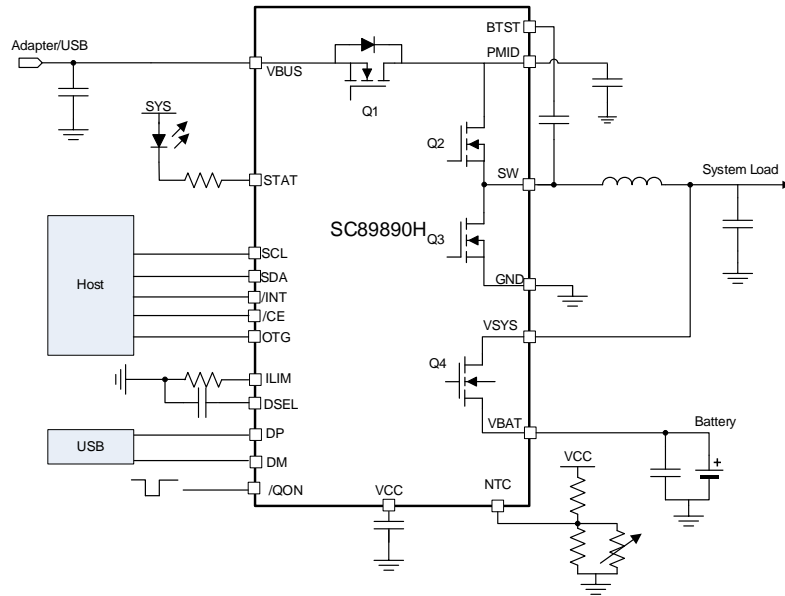 BTST
Adapter/USB
PMID
VBUS
Q1
SYS
Q2
STAT
SW
System Load
SC89890H
Q3
Host
SCL
SDA
/INT
/CE
OTG
GND
VSYS
Q4
ILIM
DSEL
VBAT
Battery
+
USB
DP
DM
/QON
VCC
NTC
VCC